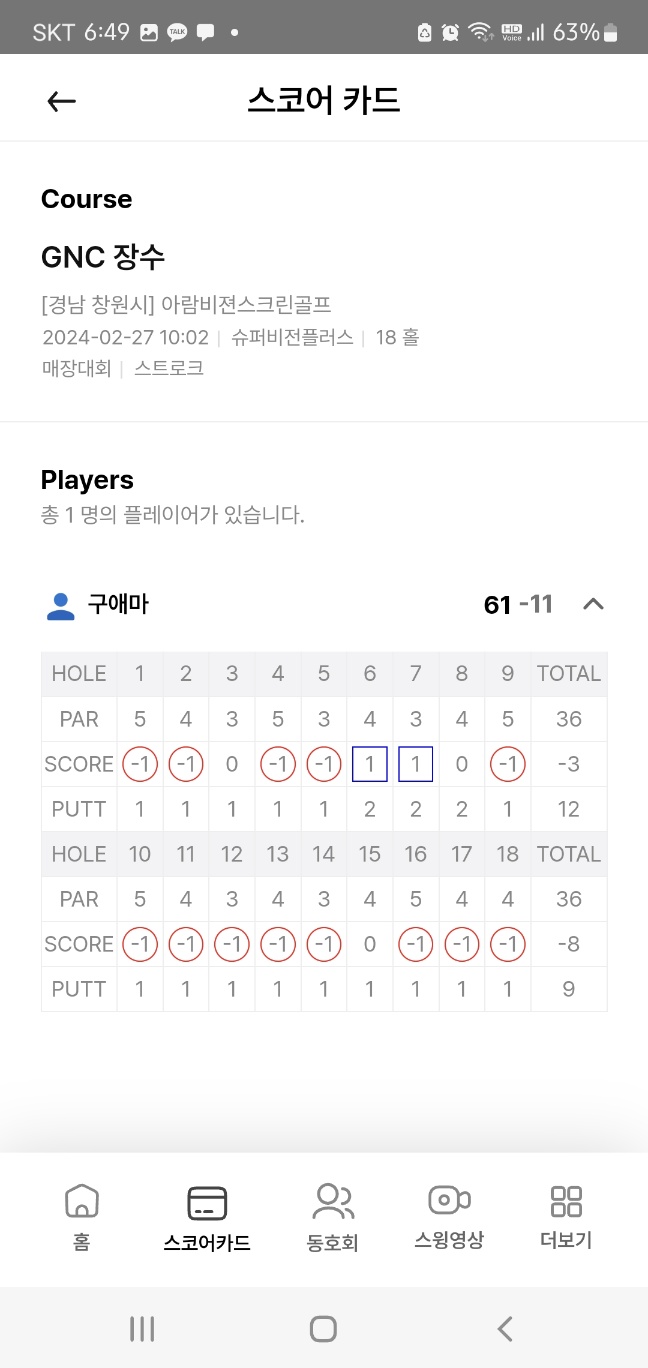 SKT 6:49 TALK HD Voice 63%
스코어 카드
Course
GNC 장수
[경남 창원시] 아람비젼스크린골프
2024-02-27 10:02 | 슈퍼비전플러스 | 18 홀
매장대회 | 스트로크
Players
총 1 명의 플레이어가 있습니다.
구애마 61 -11
HOLE 1 2 3 4 5 6 7 8 9 TOTAL
PAR 5 4 3 5 3 4 3 4 5 36
SCORE -1 -1 0 -1 -1 1 1 0 -1 -3
PUTT 1 1 1 1 1 2 2 2 1 12
HOLE 10 11 12 13 14 15 16 17 18 TOTAL
PAR 5 4 3 4 3 4 5 4 4 36
SCORE -1 -1 -1 -1 -1 0 -1 -1 -1 -8
PUTT 1 1 1 1 1 1 1 1 1 9
홈 스코어카드 동호회 스윙영상 더보기